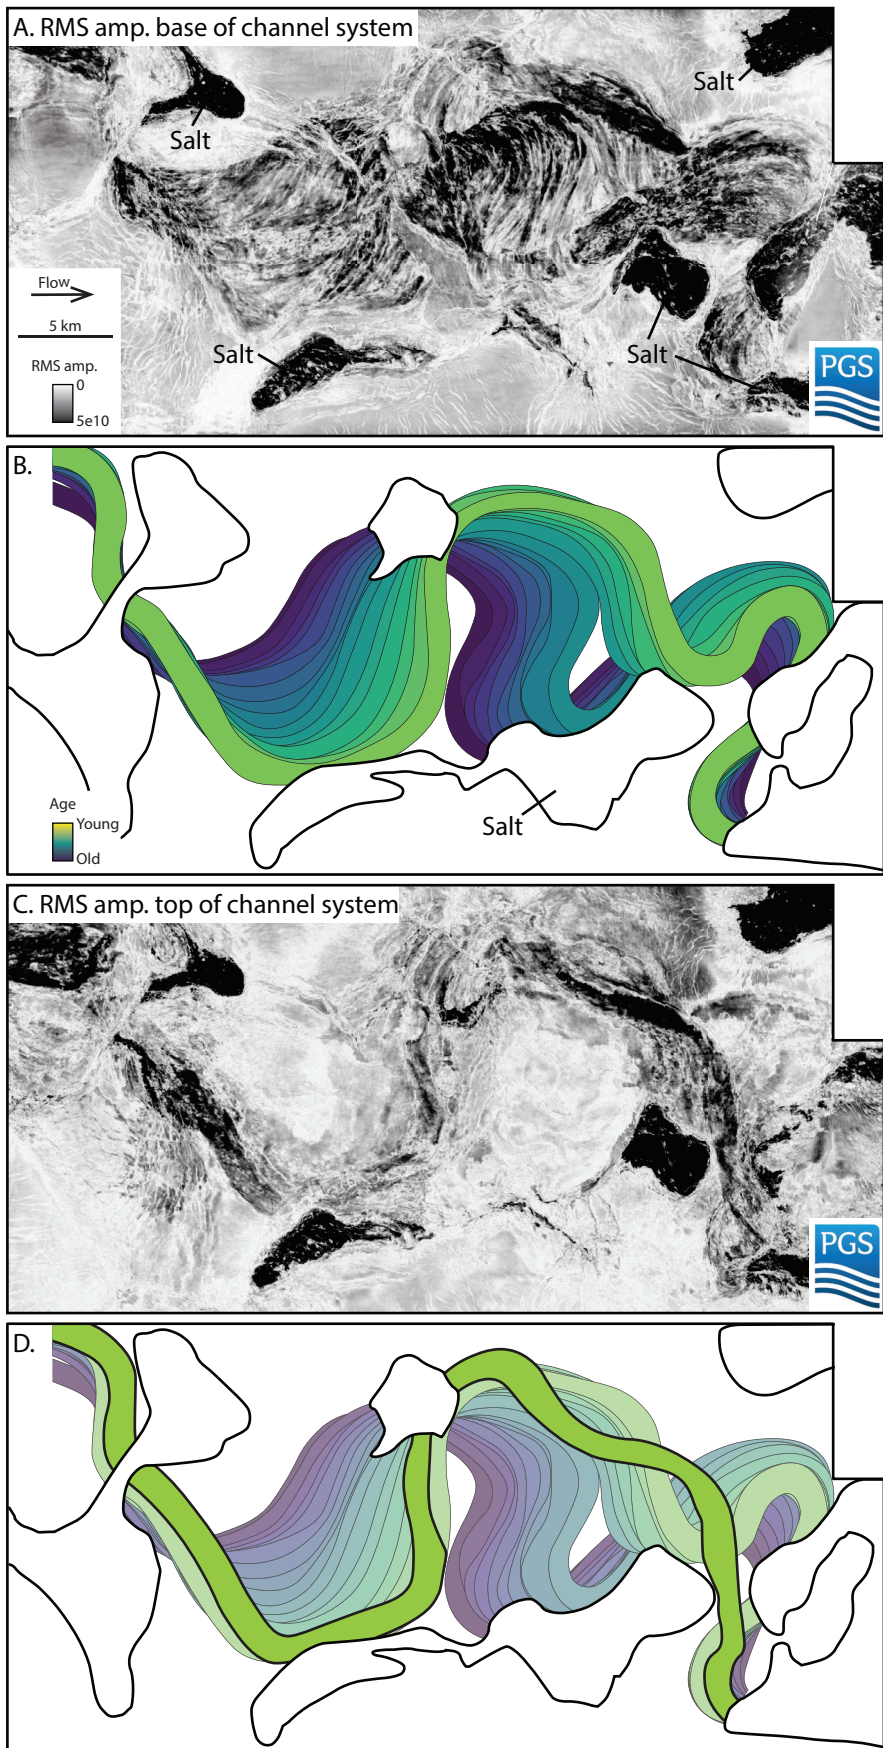 A. RMS amp. base of channel system
Salt
Salt
Flow
5 km
RMS amp.
0
5e10
Salt
Salt
PGS
B.
Age
Young
Old
Salt
C. RMS amp. top of channel system
PGS
D.